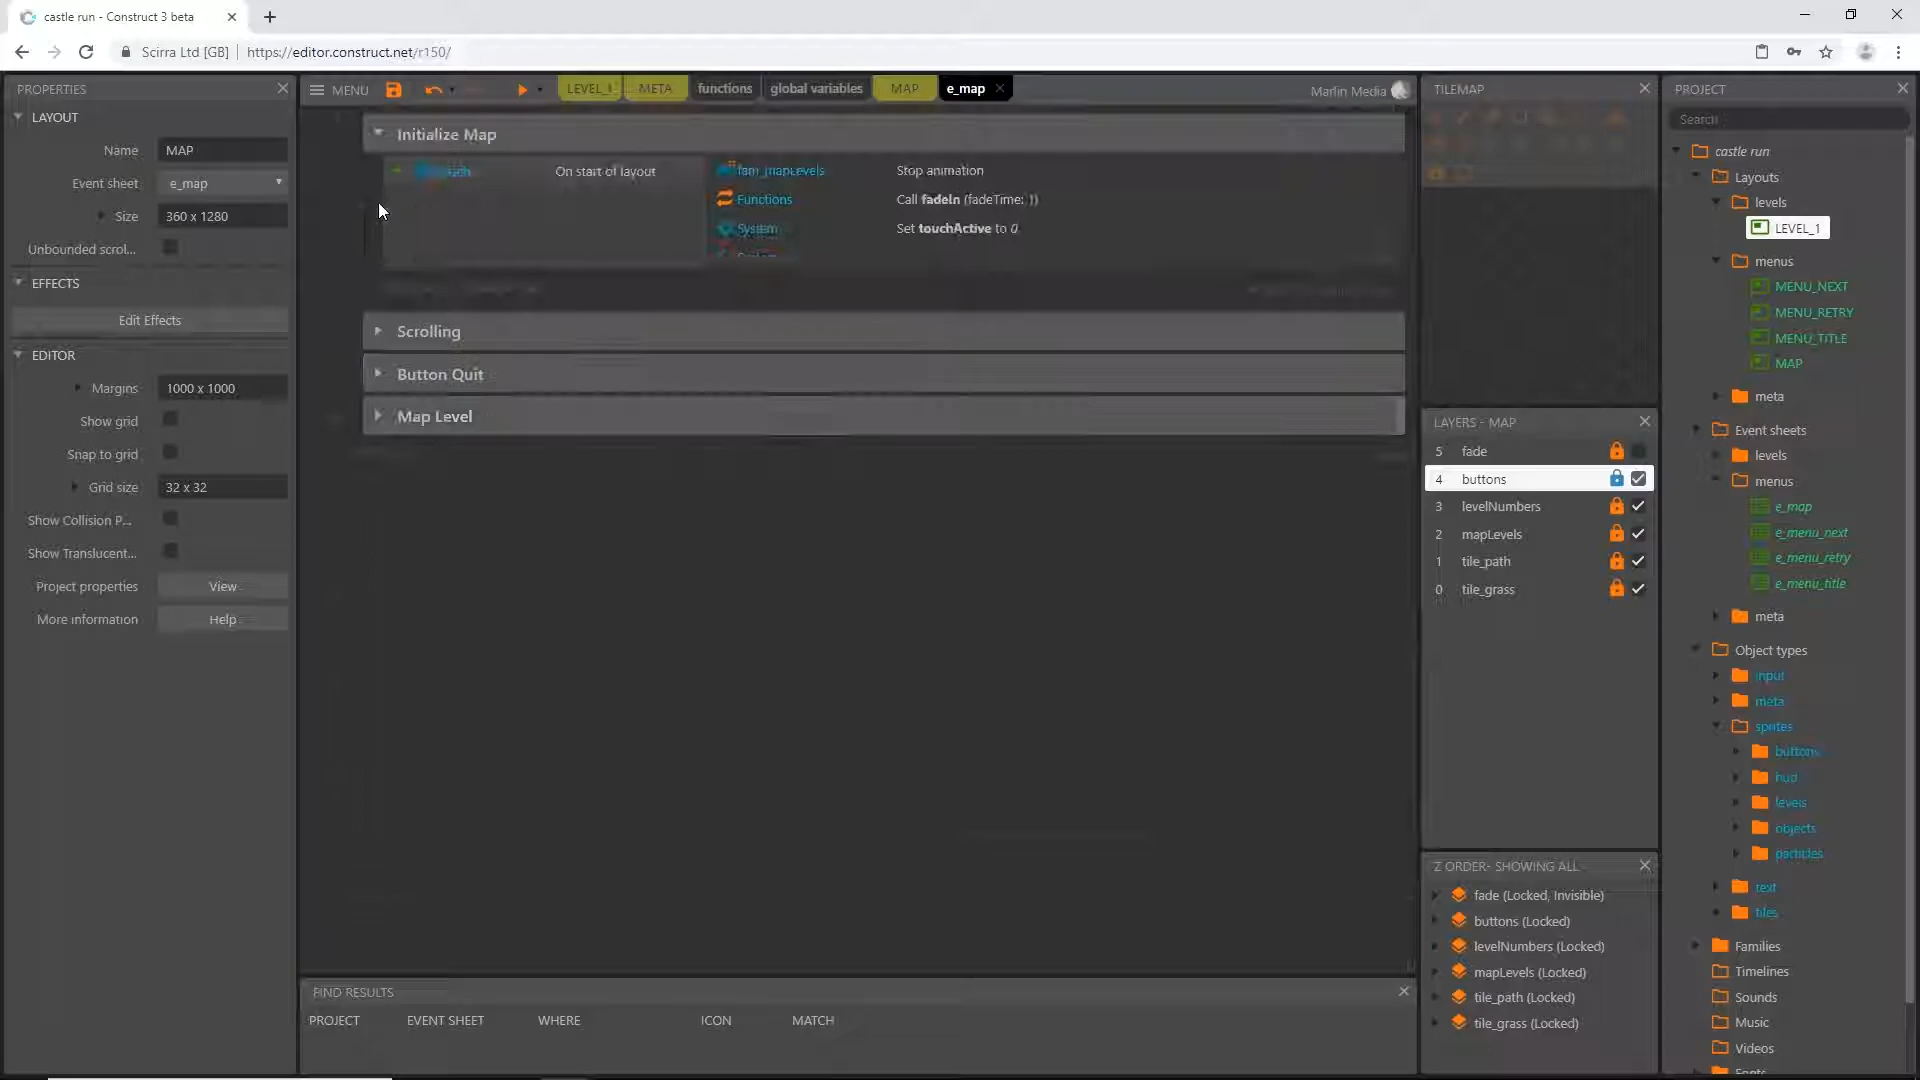 castle run - Construct 3 beta
Scirra Ltd [GB] https://editor.construct.net/r150/
PROPERTIES
LAYOUT
Name MAP
Event sheet e_map
Size 360 x 1280
Unbounded scrol...
EFFECTS
Edit Effects
EDITOR
Margins 1000 x 1000
Show grid
Snap to grid
Grid size 32 x 32
Show Collision P...
Show Translucent...
Project properties View
More information Help
MENU
LEVEL_1 META functions global variables MAP e_map
Marlin Media
Initialize Map
On start of layout
fam_mapLevels Stop animation
Functions Call fadeIn (fadeTime: 1)
System Set touchActive to 0
Scrolling
Button Quit
Map Level
FIND RESULTS
PROJECT EVENT SHEET WHERE ICON MATCH
TILEMAP
LAYERS - MAP
5 fade
4 buttons
3 levelNumbers
2 mapLevels
1 tile_path
0 tile_grass
Z ORDER- SHOWING ALL
fade (Locked, Invisible)
buttons (Locked)
levelNumbers (Locked)
mapLevels (Locked)
tile_path (Locked)
tile_grass (Locked)
PROJECT
Search
castle run
Layouts
levels
LEVEL_1
menus
MENU_NEXT
MENU_RETRY
MENU_TITLE
MAP
meta
Event sheets
levels
menus
e_map
e_menu_next
e_menu_retry
e_menu_title
meta
Object types
input
meta
sprites
buttons
hud
levels
objects
particles
text
tiles
Families
Timelines
Sounds
Music
Videos